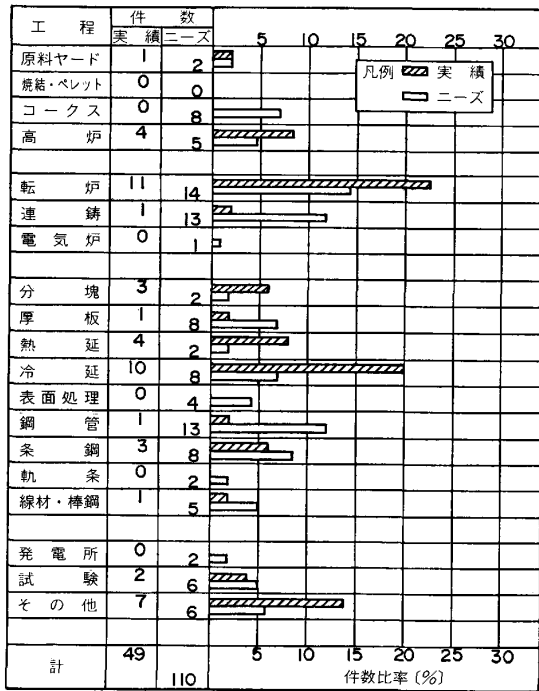 工程 件数
実績 ニーズ
5 10 15 20 25 30
原料ヤード 1 2
凡例 実績
ニーズ
焼結・ペレット 0 0
コークス 0 8
高炉 4 5
転炉 11 14
連鋳 1 13
電気炉 0 1
分塊 3 2
厚板 1 8
熱延 4 2
冷延 10 8
表面処理 0 4
鋼管 1 13
条鋼 3 8
軌条 0 2
線材・棒鋼 1 5
発電所 0 2
試験 2 6
その他 7 6
計 49 110
5 10 15 20 25 30
件数比率〔%〕